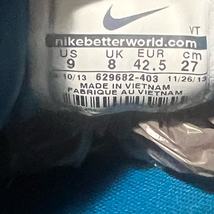 VT
nikebetterworld.com
US UK EUR cm
9 8 42.5 27
10/13 629682-403 11/26/13
MADE IN VIETNAM
FABRIQUE AU VIETNAM